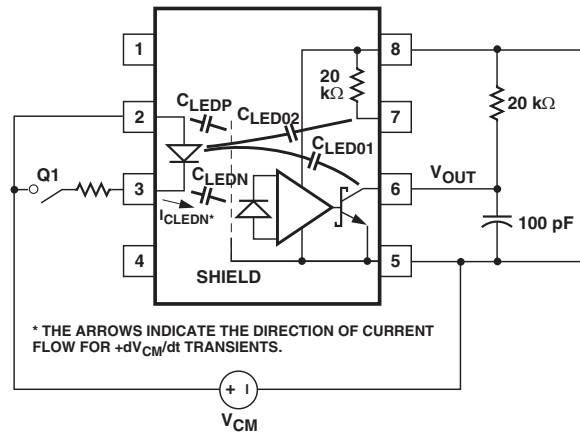 1
8
20
kΩ
CLEDP
20 kΩ
2
CLED02
7
CLED01
Q1
CLEDN
VOUT
3
6
ICLEDN*
100 pF
4
SHIELD
5
* THE ARROWS INDICATE THE DIRECTION OF CURRENT
FLOW FOR +dVCM/dt TRANSIENTS.
+ –
VCM